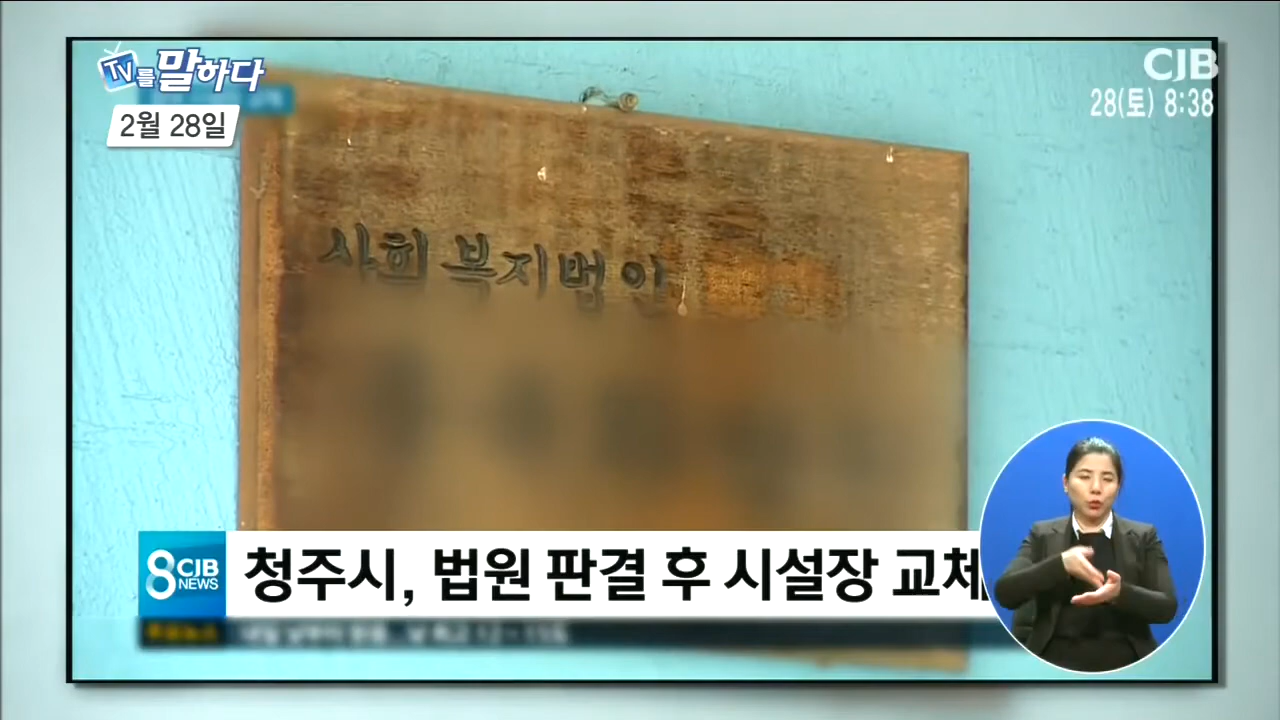 TV를 말하다
CJB
2월 28일
28(토) 8:38
사회복지법인
8 CJB
NEWS
청주시, 법원 판결 후 시설장 교체